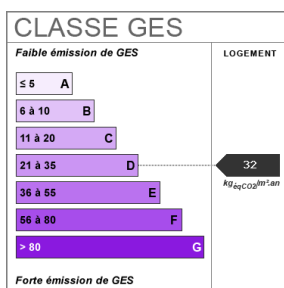 CLASSE GES
Faible émission de GES
LOGEMENT
≤ 5 A
6 à 10 B
11 à 20 C
21 à 35 D
32
kgéqCO2/m².an
36 à 55 E
56 à 80 F
> 80 G
Forte émission de GES